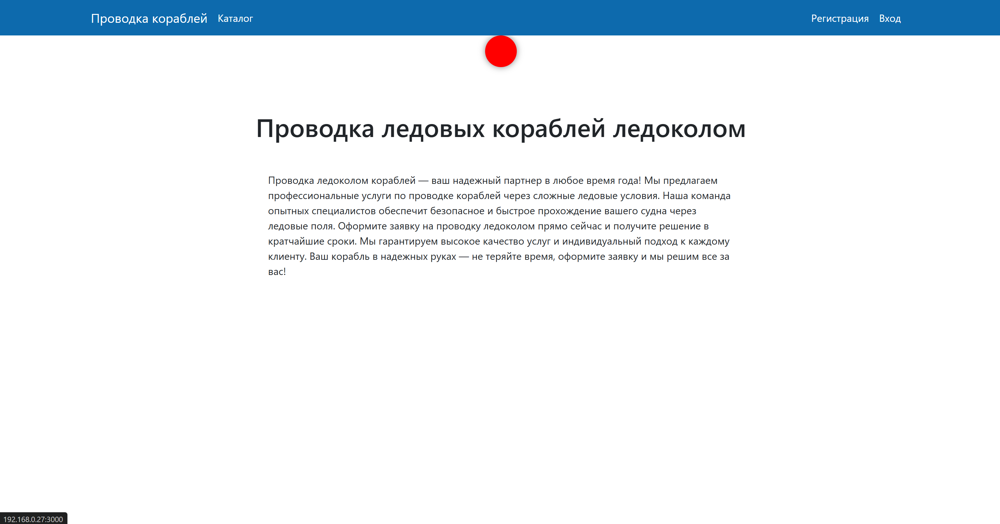 Проводка кораблей Каталог Регистрация Вход
Проводка ледовых кораблей ледоколом
Проводка ледоколом кораблей — ваш надежный партнер в любое время года! Мы предлагаем
профессиональные услуги по проводке кораблей через сложные ледовые условия. Наша команда
опытных специалистов обеспечит безопасное и быстрое прохождение вашего судна через
ледовые поля. Оформите заявку на проводку ледоколом прямо сейчас и получите решение в
кратчайшие сроки. Мы гарантируем высокое качество услуг и индивидуальный подход к каждому
клиенту. Ваш корабль в надежных руках — не теряйте время, оформите заявку и мы решим все за
вас!
192.168.0.27:3000